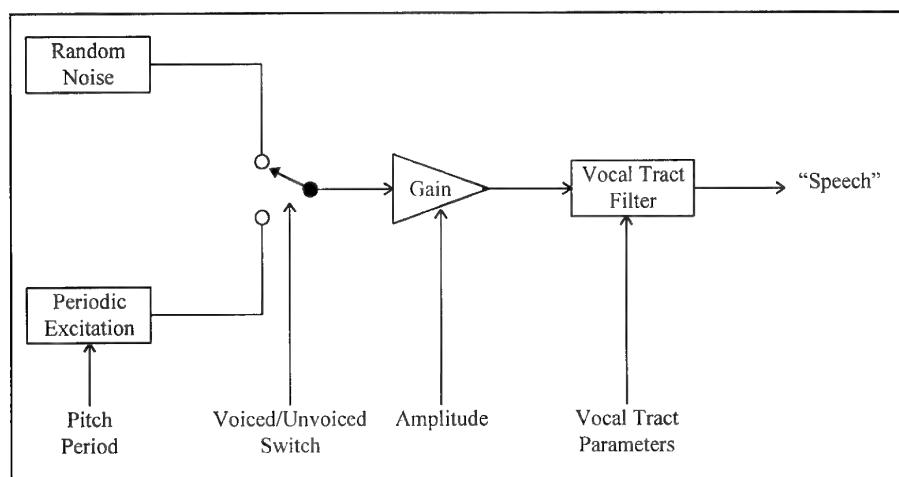 Random
Noise
Gain
Vocal Tract
Filter
“Speech”
Periodic
Excitation
Pitch
Period
Voiced/Unvoiced
Switch
Amplitude
Vocal Tract
Parameters